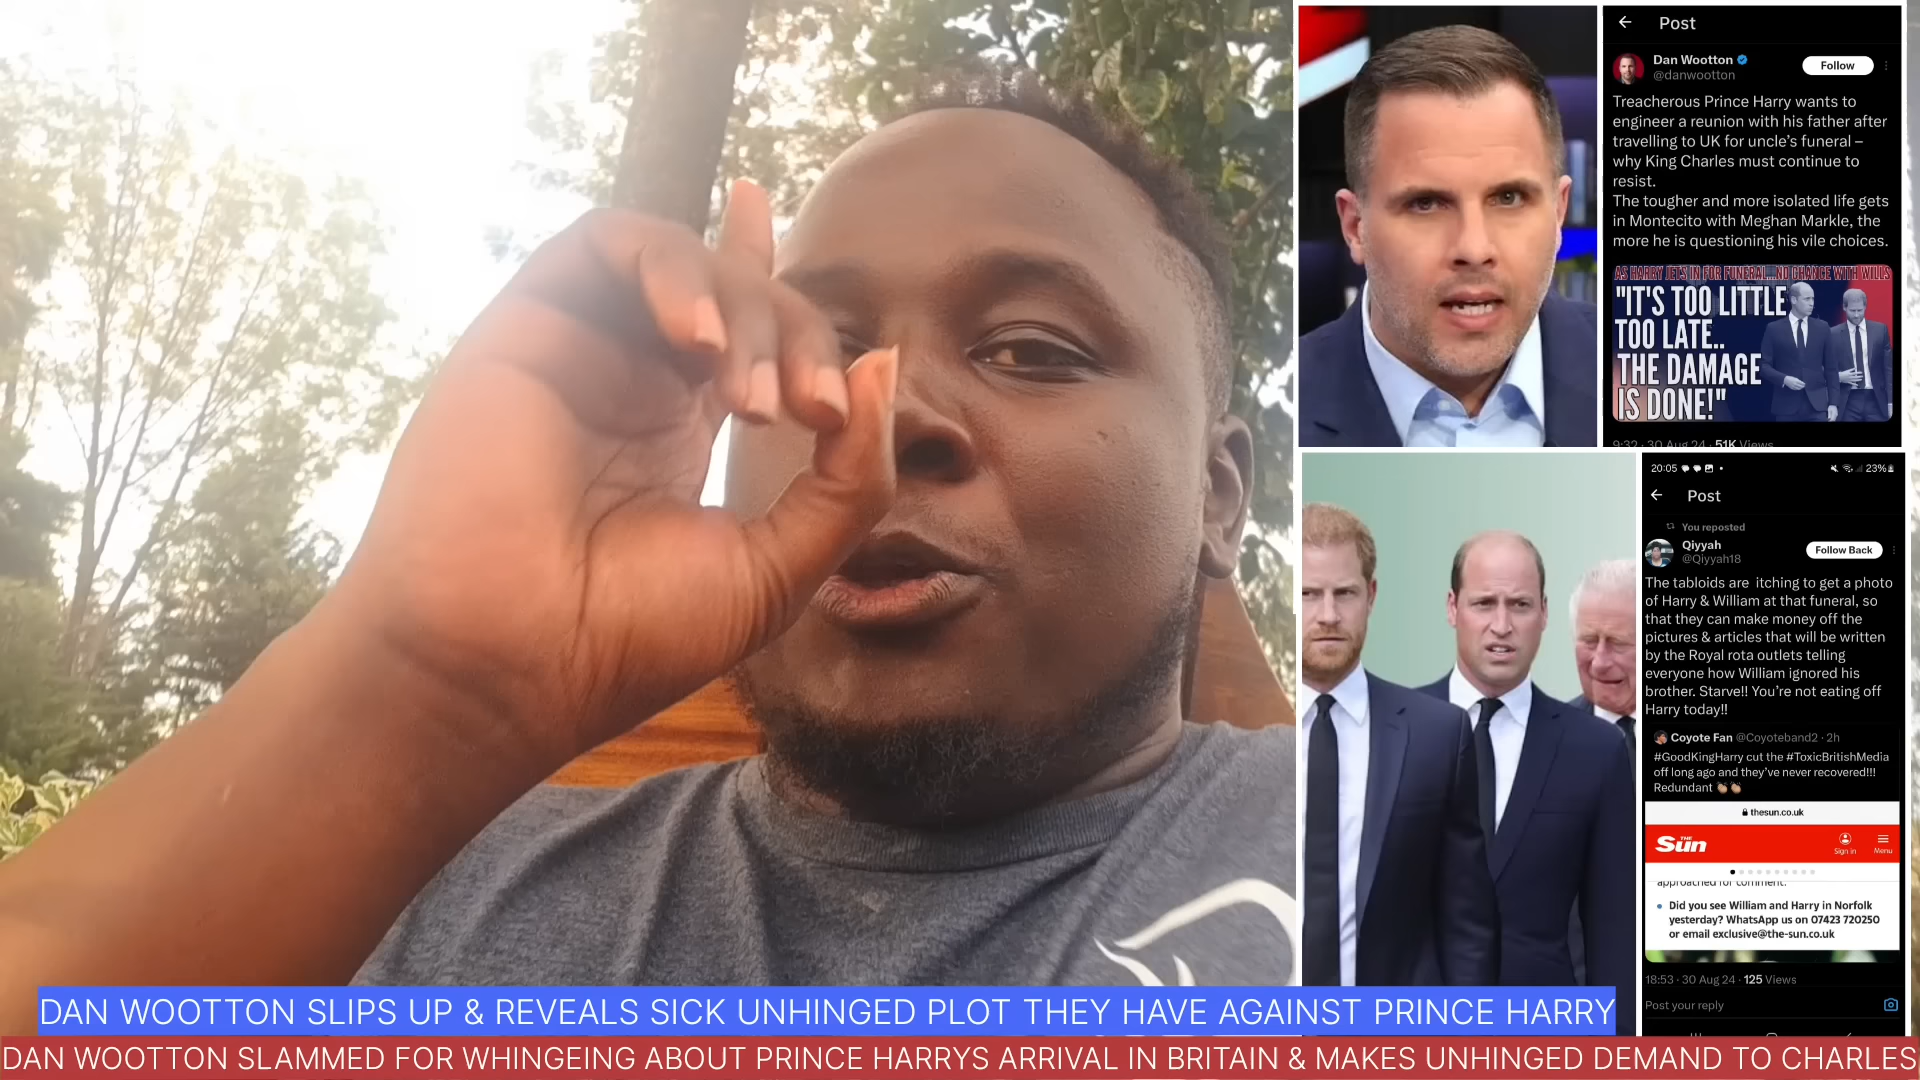 Post
Dan Wootton
@danwootton
Follow
Treacherous Prince Harry wants to
engineer a reunion with his father after
travelling to UK for uncle's funeral –
why King Charles must continue to
resist.
The tougher and more isolated life gets
in Montecito with Meghan Markle, the
more he is questioning his vile choices.
AS HARRY JETS IN FOR FUNERAL...NO CHANCE WITH WILLS
"IT'S TOO LITTLE
TOO LATE..
THE DAMAGE
IS DONE!"
9:32 · 30 Aug 24 · 51K Views
20:05
23%
Post
You reposted
Qiyyah
@Qiyyah18
Follow Back
The tabloids are itching to get a photo
of Harry & William at that funeral, so
that they can make money off the
pictures & articles that will be written
by the Royal rota outlets telling
everyone how William ignored his
brother. Starve!! You're not eating off
Harry today!!
Coyote Fan @Coyoteband2 · 2h
#GoodKingHarry cut the #ToxicBritishMedia
off long ago and they've never recovered!!!
Redundant
thesun.co.uk
THE Sun
Sign in
Menu
approached for comment.
Did you see William and Harry in Norfolk
yesterday? WhatsApp us on 07423 720250
or email exclusive@the-sun.co.uk
18:53 · 30 Aug 24 · 125 Views
Post your reply
DAN WOOTTON SLIPS UP & REVEALS SICK UNHINGED PLOT THEY HAVE AGAINST PRINCE HARRY
DAN WOOTTON SLAMMED FOR WHINGEING ABOUT PRINCE HARRYS ARRIVAL IN BRITAIN & MAKES UNHINGED DEMAND TO CHARLES